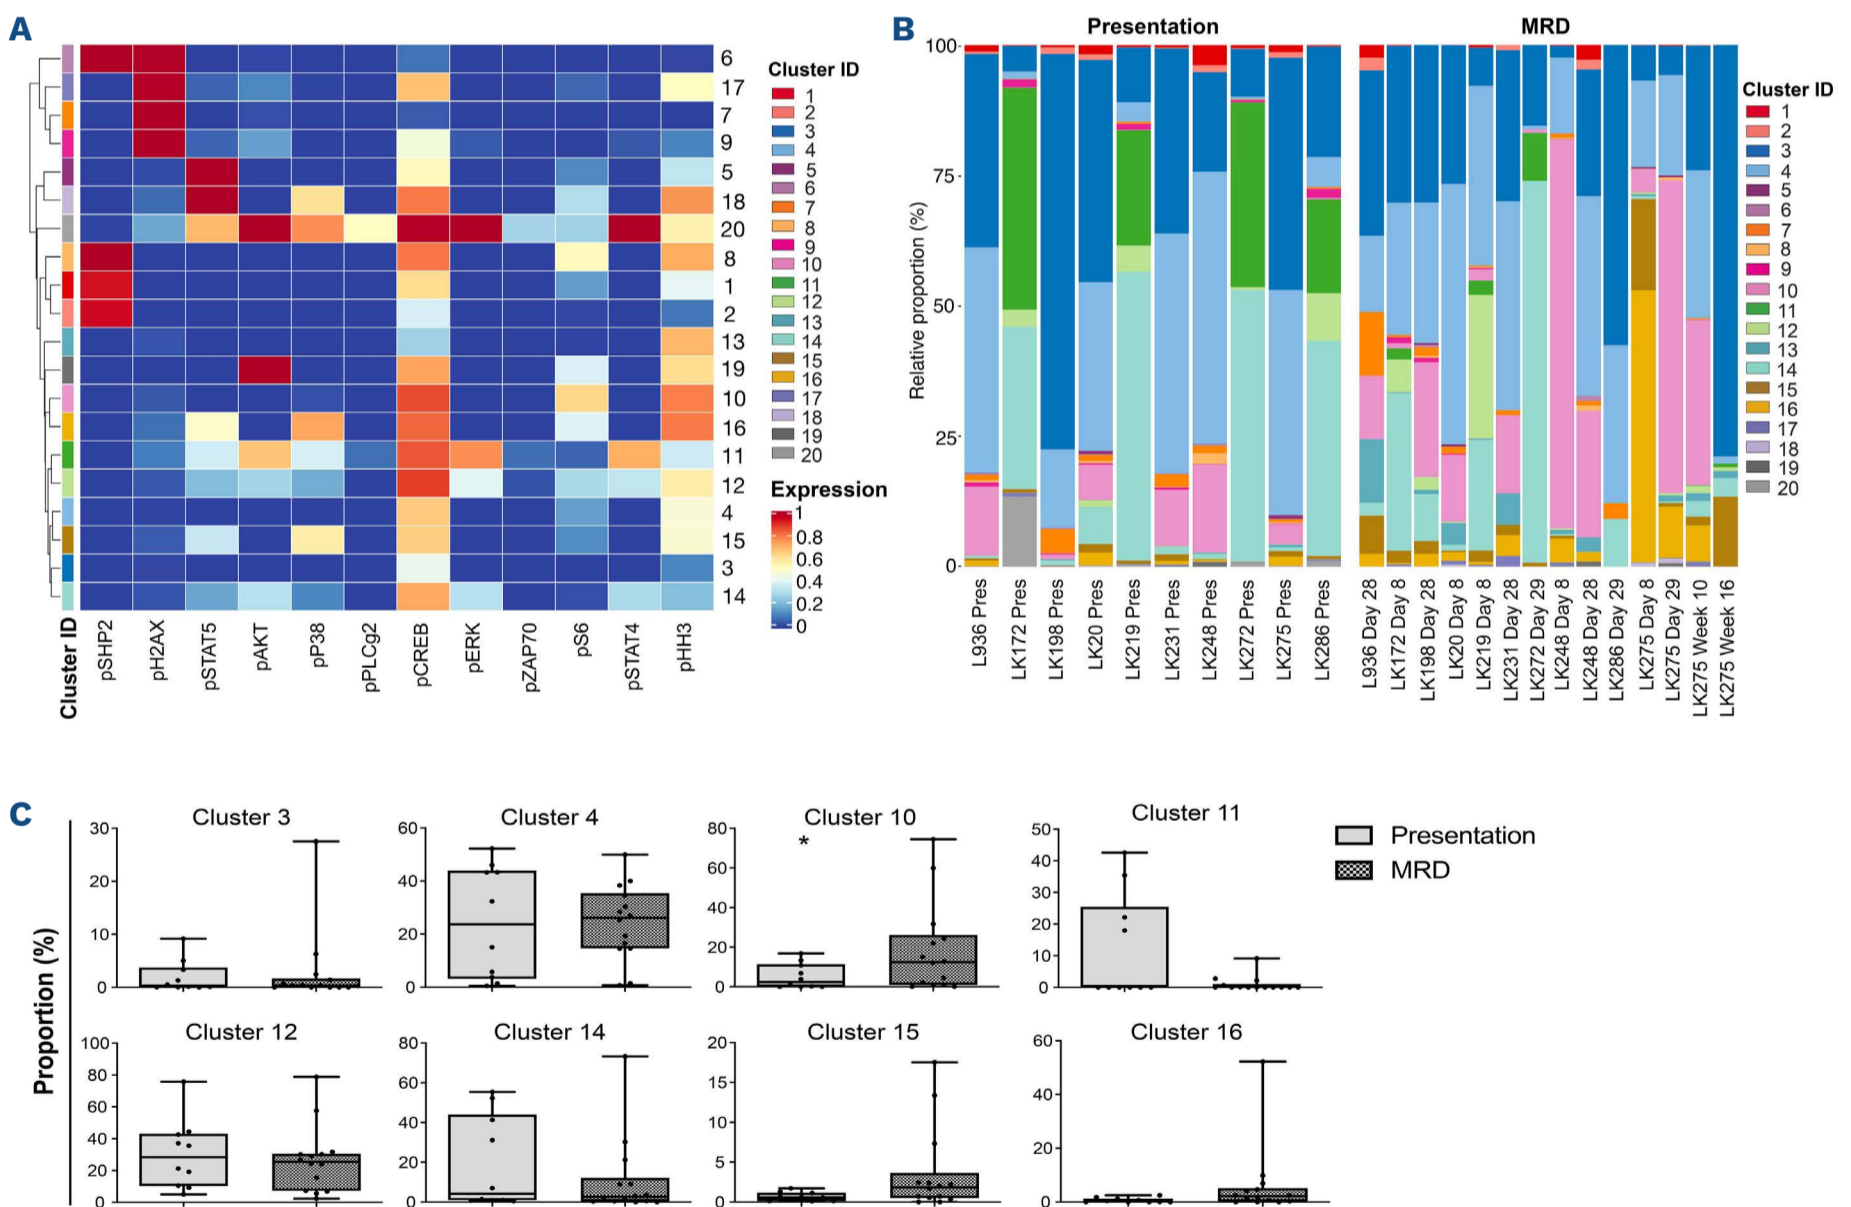 A
6
17
7
9
5
18
20
8
1
2
13
19
10
16
11
12
4
15
3
14
Cluster ID
pSHP2
pH2AX
pSTAT5
pAKT
pP38
pPLCg2
pCREB
pERK
pZAP70
pS6
pSTAT4
pHH3
Cluster ID
1
2
3
4
5
6
7
8
9
10
11
12
13
14
15
16
17
18
19
20
Expression
1
0.8
0.6
0.4
0.2
0
B
Presentation
MRD
Relative proportion (%)
100
75
50
25
0
L936 Pres
LK172 Pres
LK198 Pres
LK20 Pres
LK219 Pres
LK231 Pres
LK248 Pres
LK272 Pres
LK275 Pres
LK286 Pres
L936 Day 28
LK172 Day 8
LK198 Day 28
LK20 Day 8
LK219 Day 8
LK231 Day 28
LK272 Day 29
LK248 Day 8
LK248 Day 28
LK286 Day 29
LK275 Day 8
LK275 Day 29
LK275 Week 10
LK275 Week 16
Cluster ID
1
2
3
4
5
6
7
8
9
10
11
12
13
14
15
16
17
18
19
20
C
Proportion (%)
Cluster 3
30
20
10
0
Cluster 4
60
40
20
0
Cluster 10
80
60
40
20
0
*
Cluster 11
50
40
30
20
10
0
Presentation
MRD
Cluster 12
100
80
60
40
20
0
Cluster 14
80
60
40
20
0
Cluster 15
20
15
10
5
0
Cluster 16
60
40
20
0